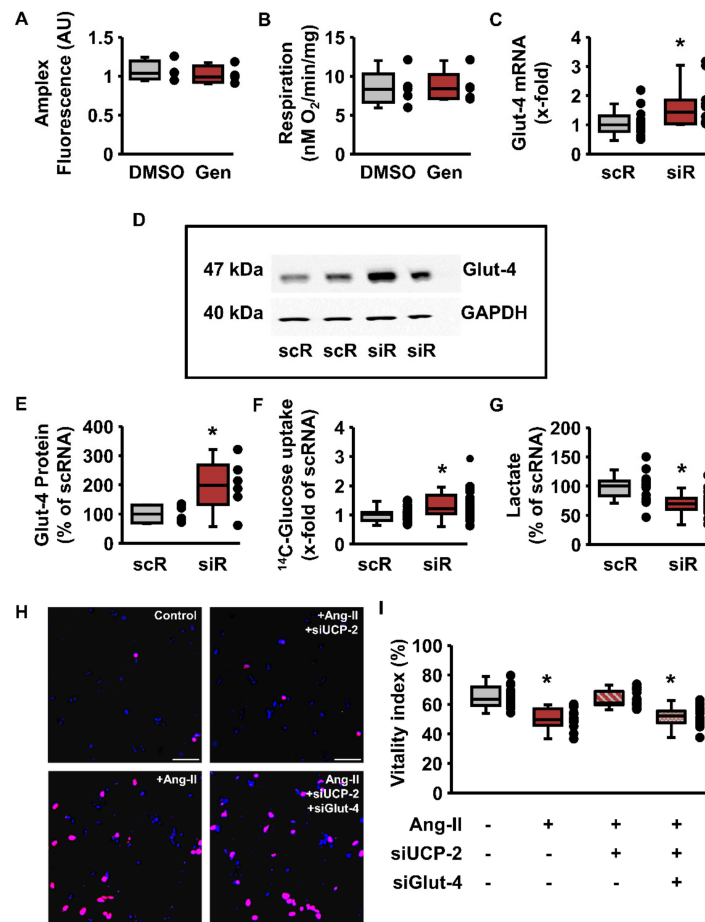 A
Amplex
Fluorescence (AU)
1.5
1
0.5
0
DMSO Gen
B
Respiration
(nM O2/min/mg)
15
10
5
0
DMSO Gen
C
Glut-4 mRNA
(x-fold)
4
3
2
1
0
*
scR siR
D
47 kDa
Glut-4
40 kDa
GAPDH
scR scR siR siR
E
Glut-4 Protein
(% of scRNA)
400
300
200
100
0
*
scR siR
F
14C-Glucose uptake
(x-fold of scRNA)
4
3
2
1
0
*
scR siR
G
Lactate
(% of scRNA)
200
150
100
50
0
*
scR siR
H
Control
+Ang-II
+siUCP-2
+Ang-II
Ang-II
+siUCP-2
+siGlut-4
I
Vitality index (%)
100
80
60
40
0
* *
Ang-II - + + +
siUCP-2 - - + +
siGlut-4 - - - +